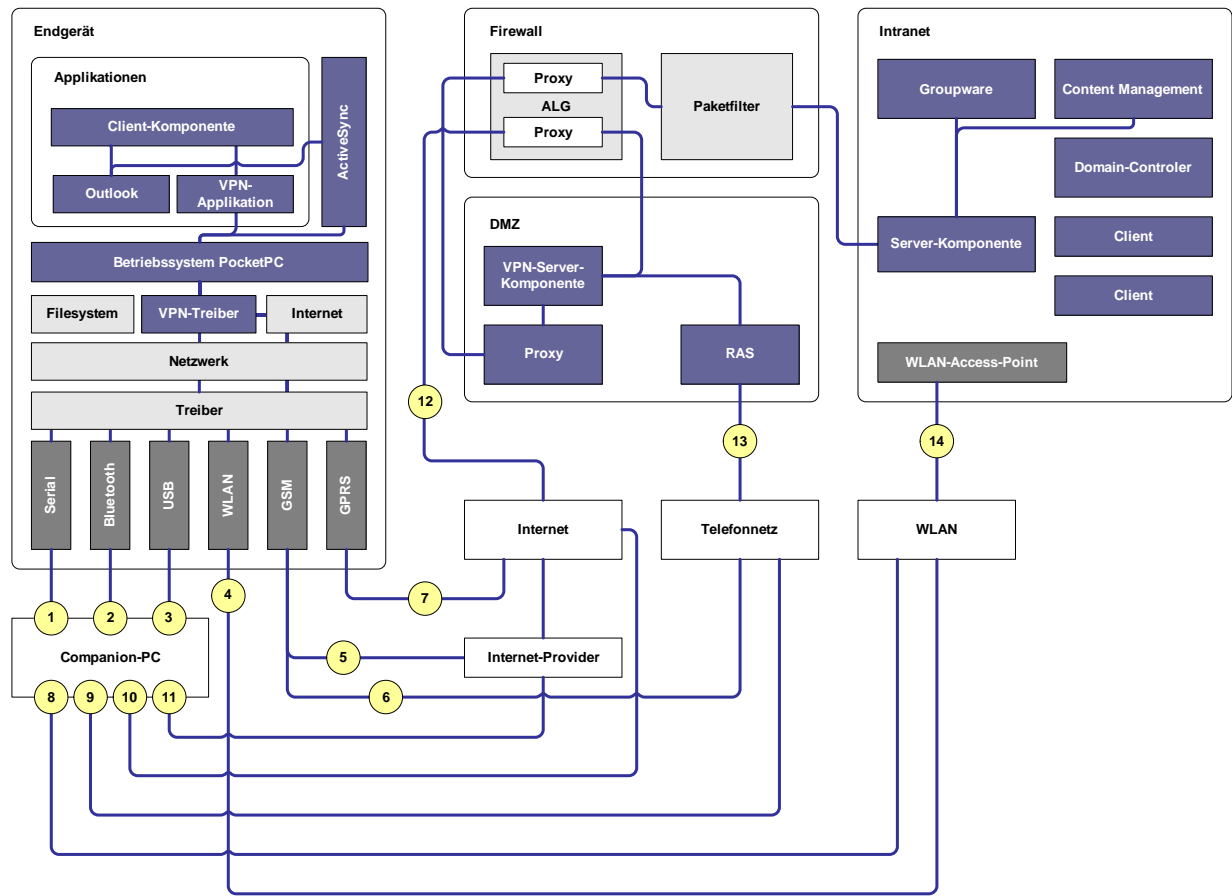 Endgerät
Applikationen
Client-Komponente
Outlook
VPN-
Applikation
ActiveSync
Betriebssystem PocketPC
Filesystem
VPN-Treiber
Internet
Netzwerk
Treiber
Serial
Bluetooth
USB
WLAN
GSM
GPRS
Firewall
Proxy
ALG
Proxy
Paketfilter
DMZ
VPN-Server-
Komponente
Proxy
RAS
Intranet
Groupware
Content Management
Domain-Controler
Server-Komponente
Client
Client
WLAN-Access-Point
12
13
14
Internet
Telefonnetz
WLAN
1
2
3
4
7
Companion-PC
5
Internet-Provider
6
8
9
10
11